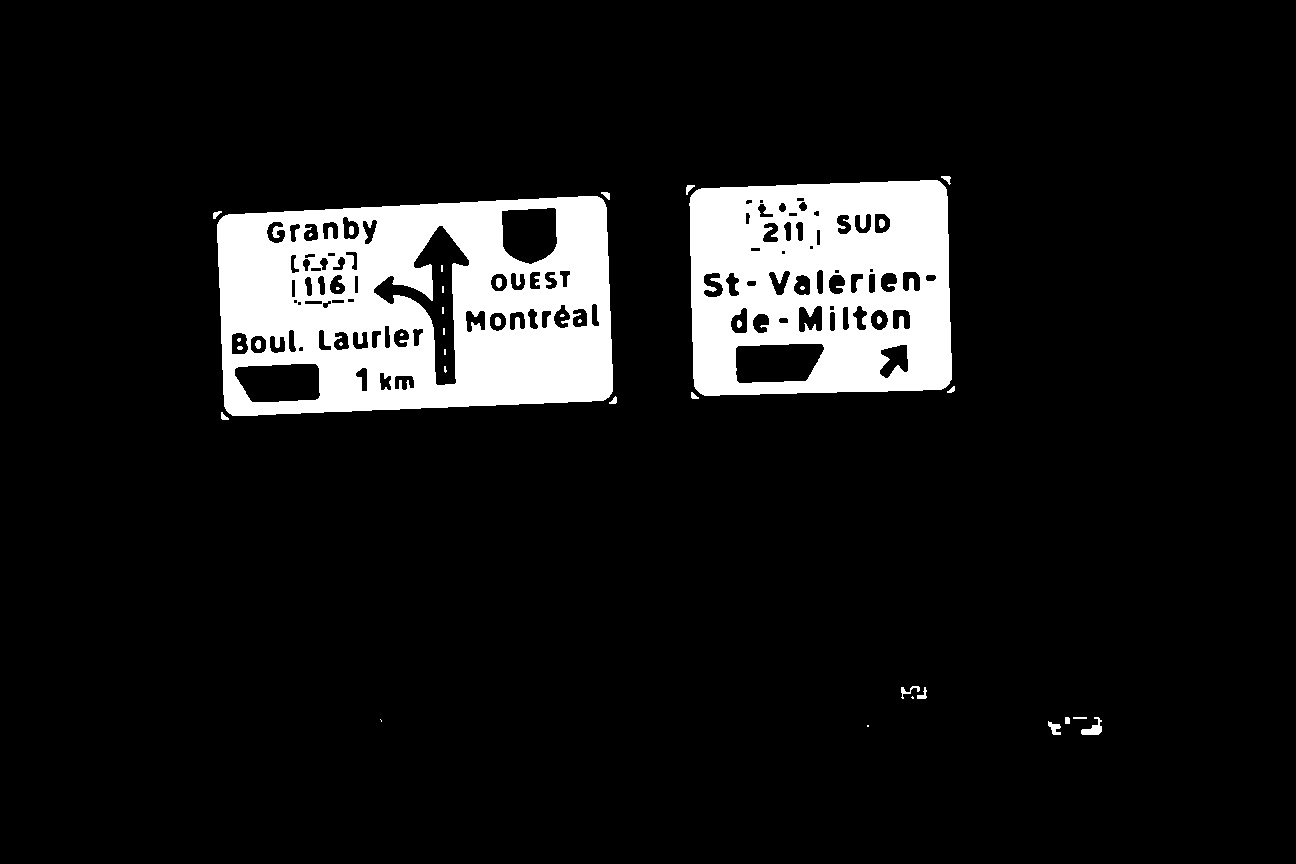 Granby
116
Boul. Laurier
1 km
OUEST
Montréal
211 SUD
St-Valérien-
de-Milton